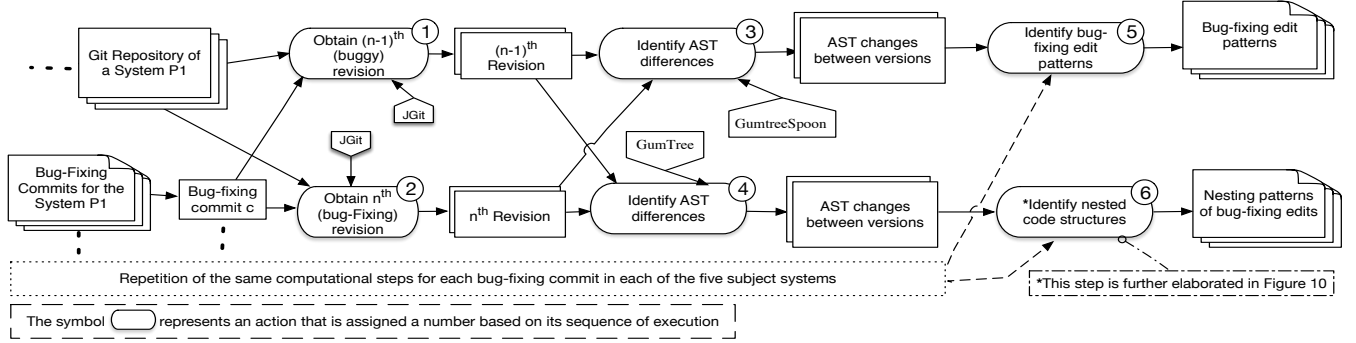 Git Repository of
a System P1
Obtain (n-1)th
(buggy)
revision
1
JGit
(n-1)th
Revision
Identify AST
differences
3
GumtreeSpoon
AST changes
between versions
Identify bug-
fixing edit
patterns
5
Bug-fixing edit
patterns
Bug-Fixing
Commits for the
System P1
Bug-fixing
commit c
JGit
Obtain nth
(bug-Fixing)
revision
2
nth Revision
GumTree
Identify AST
differences
4
AST changes
between versions
*Identify nested
code structures
6
Nesting patterns
of bug-fixing edits
Repetition of the same computational steps for each bug-fixing commit in each of the five subject systems
*This step is further elaborated in Figure 10
The symbol represents an action that is assigned a number based on its sequence of execution